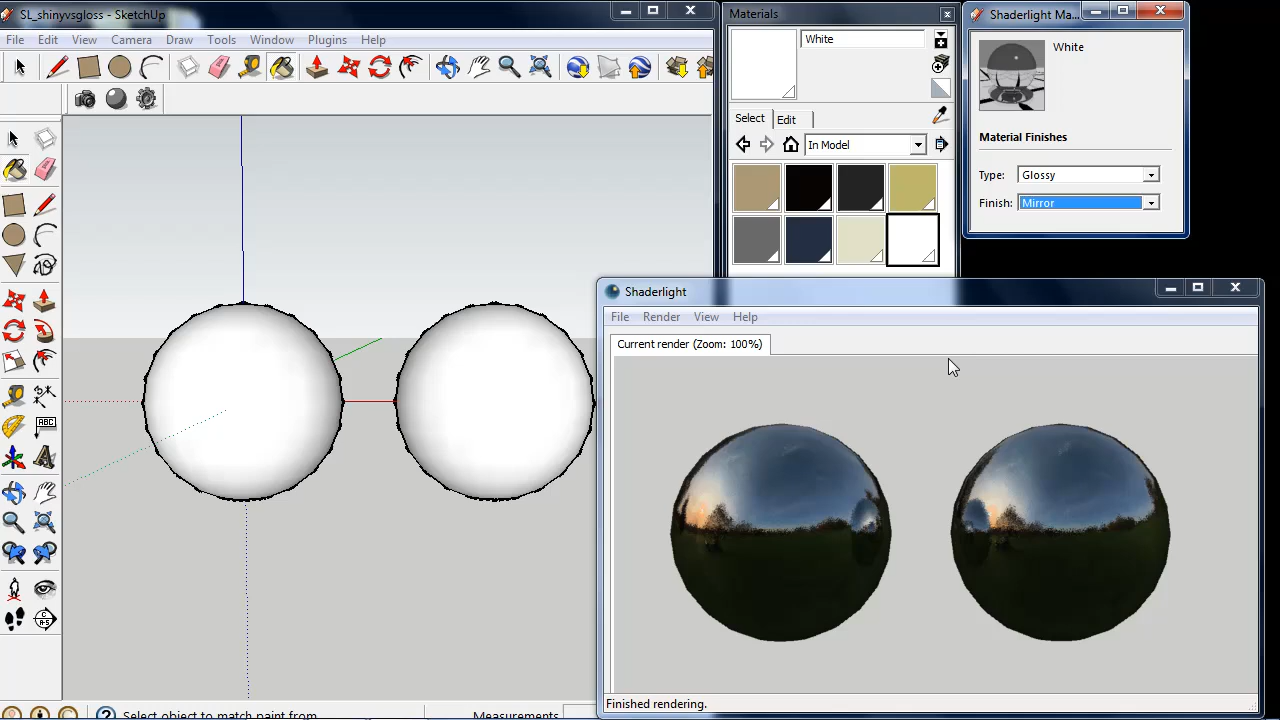 SL_shinyvsgloss - SketchUp
File Edit View Camera Draw Tools Window Plugins Help
Materials
White
Select Edit
In Model
Shaderlight Ma...
White
Material Finishes
Type: Glossy
Finish: Mirror
Shaderlight
File Render View Help
Current render (Zoom: 100%)
Finished rendering.
ABC
A
C
A-S
Select object to match paint from
Measurements